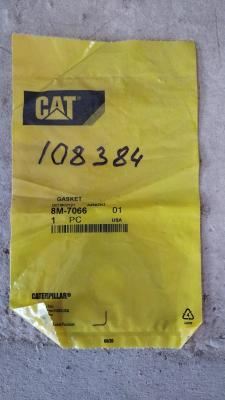 CAT
108384
GASKET
8M-7066 01
1 PC USA
CATERPILLAR®